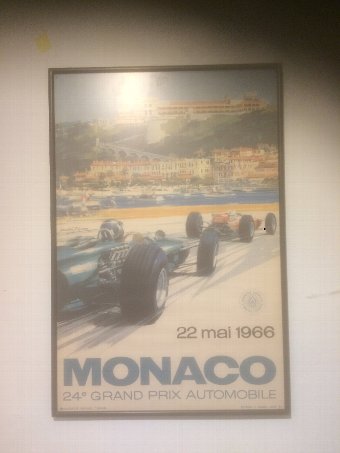 22 mai 1966
MONACO
24e GRAND PRIX AUTOMOBILE